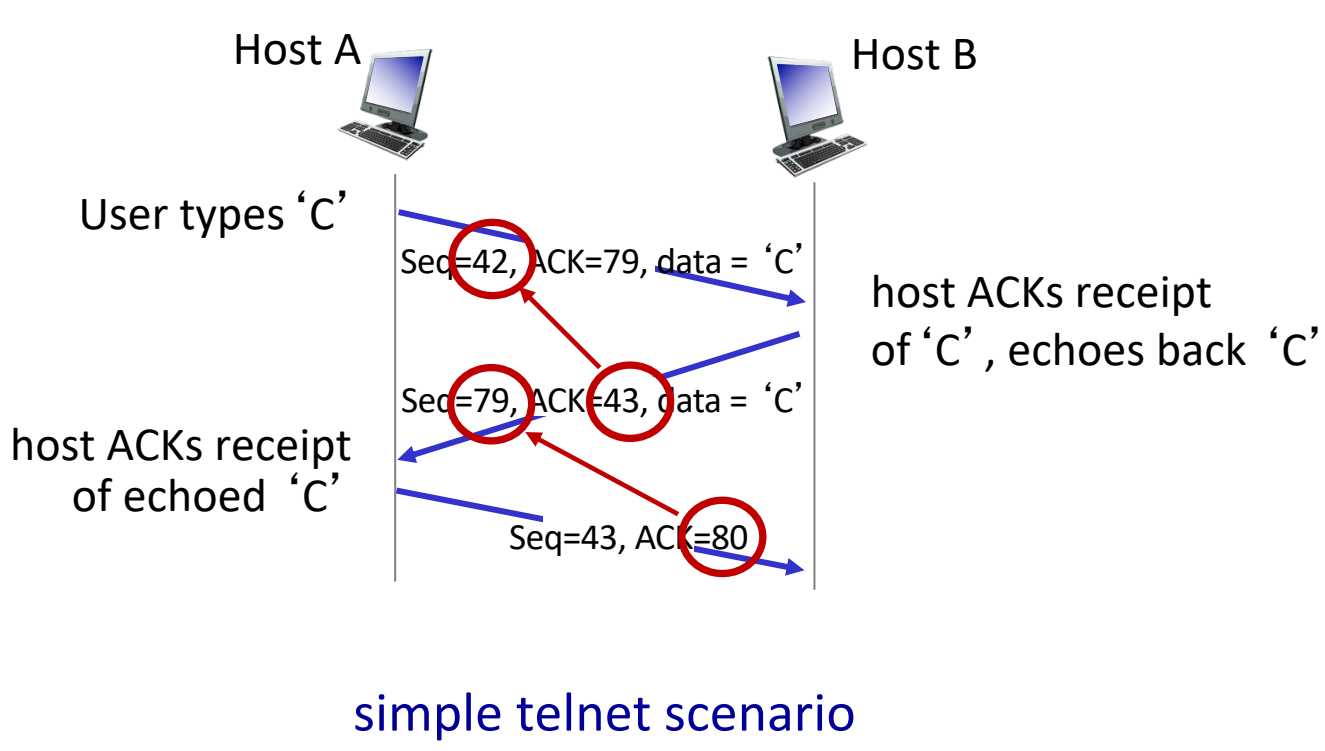 Host A
Host B
User types ‘C’
Seq=42, ACK=79, data = ‘C’
host ACKs receipt
of ‘C’, echoes back ‘C’
Seq=79, ACK=43, data = ‘C’
host ACKs receipt
of echoed ‘C’
Seq=43, ACK=80
simple telnet scenario